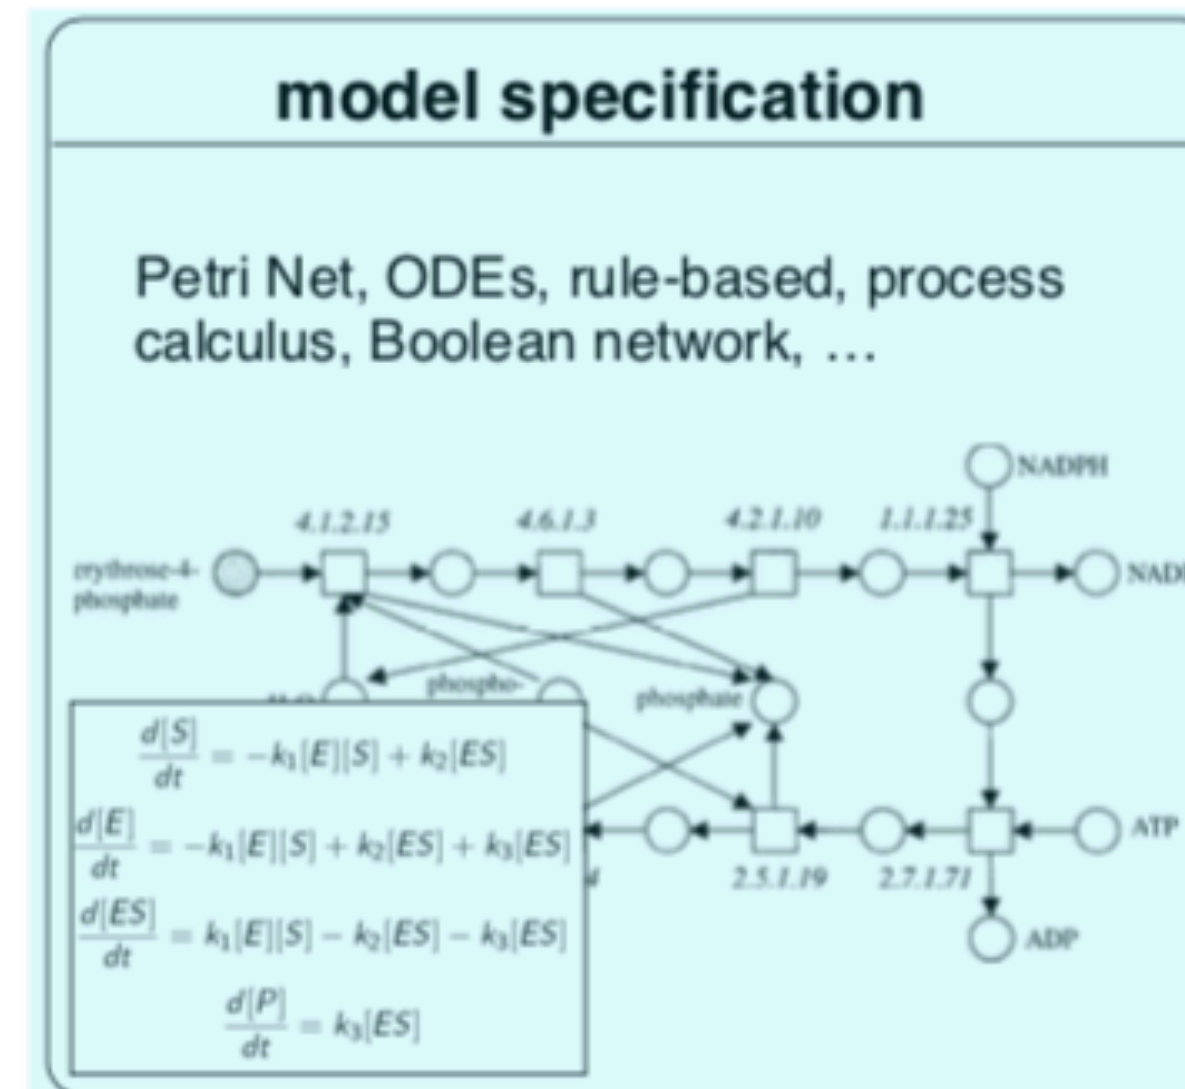 model specification
Petri Net, ODEs, rule-based, process
calculus, Boolean network, …
NADPH
4.1.2.15 4.6.1.3 4.2.1.10 1.1.1.25
erythrose-4-
phosphate
phospho-
phosphate
d[S]/dt = −k₁[E][S] + k₂[ES]
d[E]/dt = −k₁[E][S] + k₂[ES] + k₃[ES]
d[ES]/dt = k₁[E][S] − k₂[ES] − k₃[ES]
d[P]/dt = k₃[ES]
ATP
4 2.5.1.19 2.7.1.71
ADP